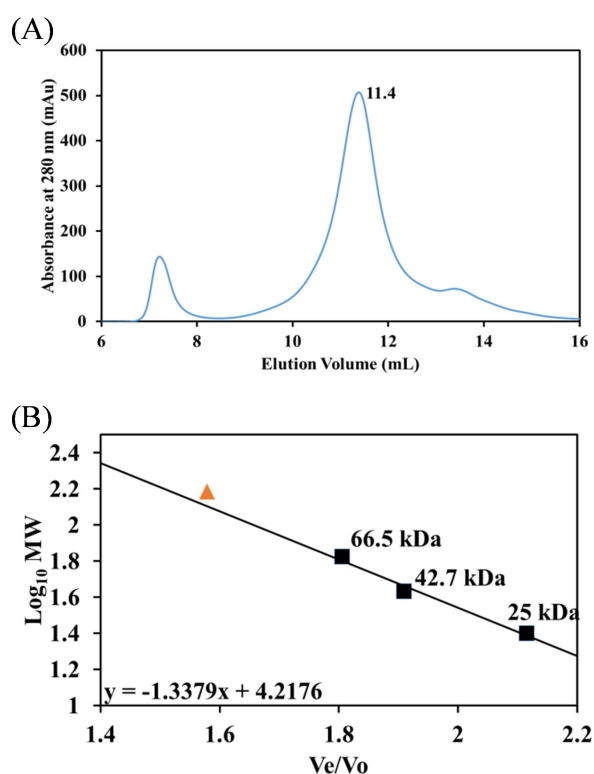 (A)
600
500
400
300
200
100
0
Absorbance at 280 nm (mAu)
11.4
6 8 10 12 14 16
Elution Volume (mL)
(B)
2.4
2.2
2
1.8
1.6
1.4
1.2
1
Log10 MW
66.5 kDa
42.7 kDa
25 kDa
y = -1.3379x + 4.2176
1.4 1.6 1.8 2 2.2
Ve/Vo